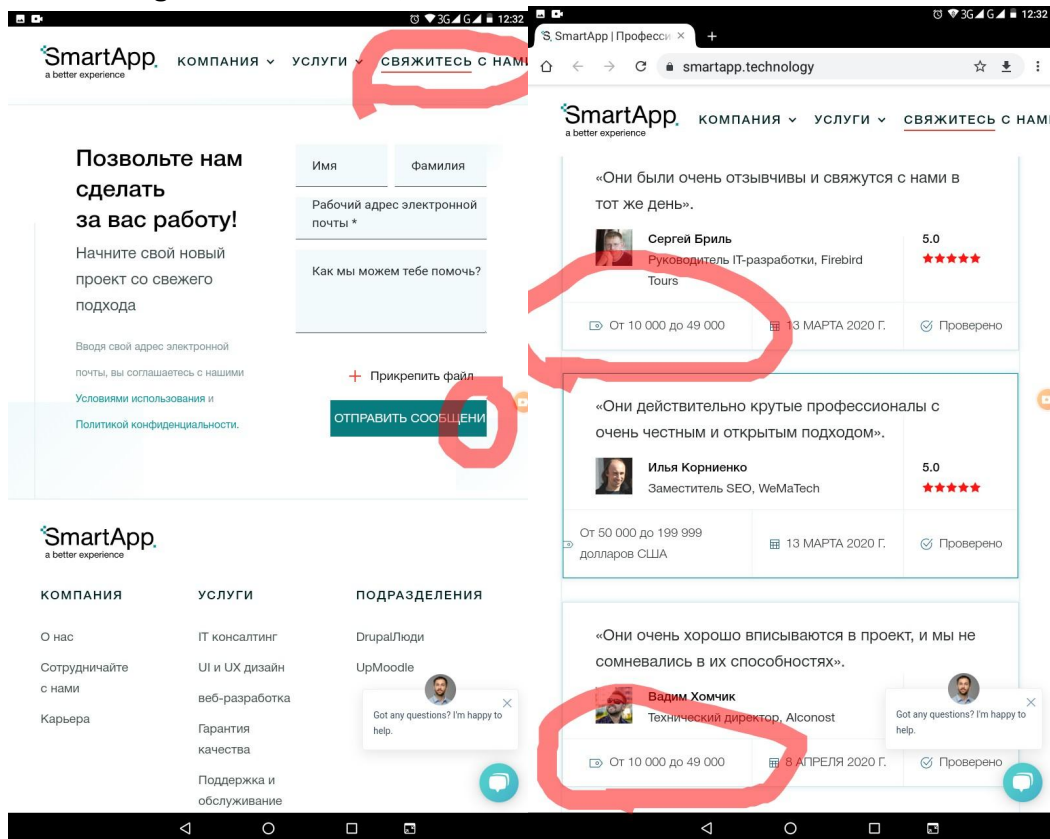 3G G 12:32
SmartApp.
a better experience
КОМПАНИЯ
УСЛУГИ
СВЯЖИТЕСЬ С НАМИ
Позвольте нам
сделать
за вас работу!
Начните свой новый
проект со свежего
подхода
Вводя свой адрес электронной
почты, вы соглашаетесь с нашими
Условиями использования и
Политикой конфиденциальности.
Имя
Фамилия
Рабочий адрес электронной
почты *
Как мы можем тебе помочь?
+ Прикрепить файл
ОТПРАВИТЬ СООБЩЕНИ
SmartApp.
a better experience
КОМПАНИЯ
О нас
Сотрудничайте
с нами
Карьера
УСЛУГИ
IT консалтинг
UI и UX дизайн
веб-разработка
Гарантия
качества
Поддержка и
обслуживание
ПОДРАЗДЕЛЕНИЯ
DrupalЛюди
UpMoodle
Got any questions? I'm happy to
help.
3G G 12:32
SmartApp | Професси
smartapp.technology
SmartApp.
a better experience
КОМПАНИЯ
УСЛУГИ
СВЯЖИТЕСЬ С НАМ
«Они были очень отзывчивы и свяжутся с нами в
тот же день».
Сергей Бриль
Руководитель IT-разработки, Firebird
Tours
5.0
От 10 000 до 49 000
13 МАРТА 2020 Г.
Проверено
«Они действительно крутые профессионалы с
очень честным и открытым подходом».
Илья Корниенко
Заместитель SEO, WeMaTech
5.0
От 50 000 до 199 999
долларов США
13 МАРТА 2020 Г.
Проверено
«Они очень хорошо вписываются в проект, и мы не
сомневались в их способностях».
Вадим Хомчик
Технический директор, Alconost
От 10 000 до 49 000
8 АПРЕЛЯ 2020 Г.
Проверено
Got any questions? I'm happy to
help.